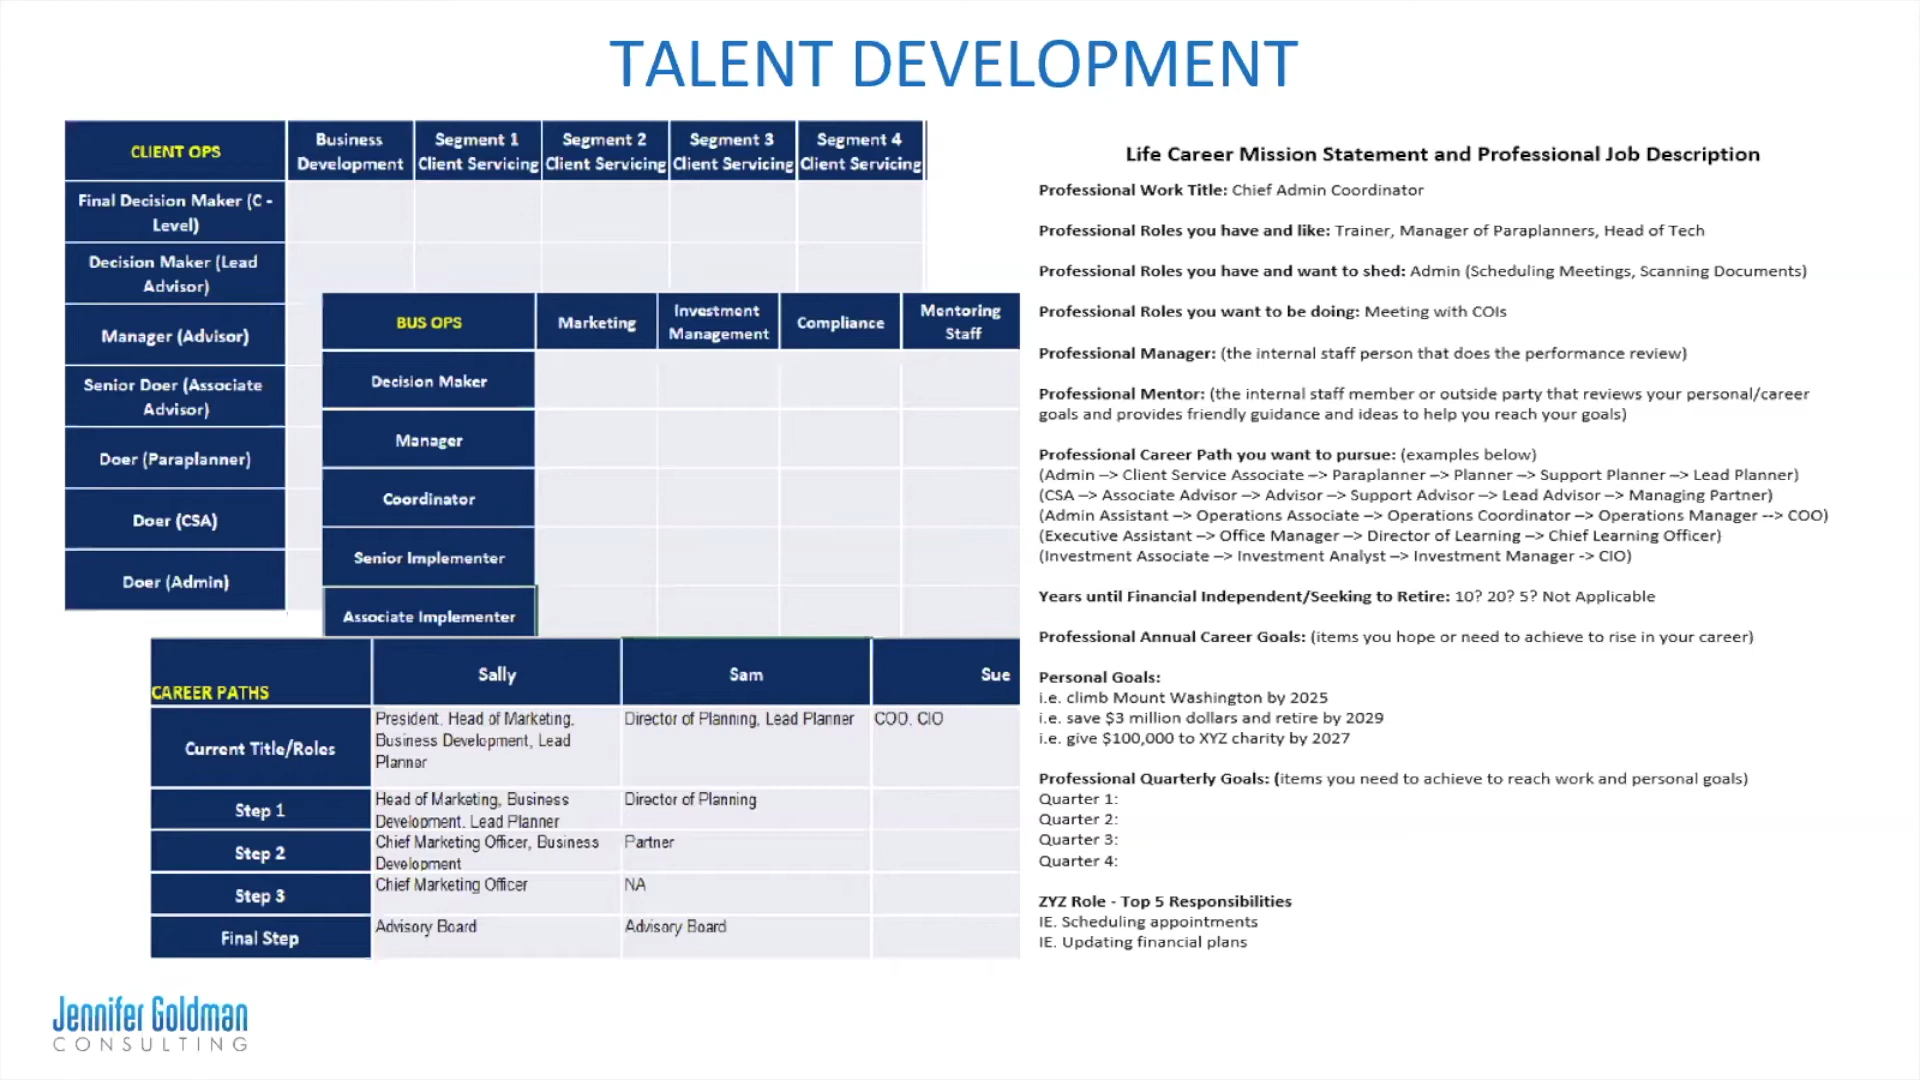 TALENT DEVELOPMENT
CLIENT OPS
Business
Development
Segment 1
Client Servicing
Segment 2
Client Servicing
Segment 3
Client Servicing
Segment 4
Client Servicing
Final Decision Maker (C -
Level)
Decision Maker (Lead
Advisor)
Manager (Advisor)
Senior Doer (Associate
Advisor)
Doer (Paraplanner)
Doer (CSA)
Doer (Admin)
BUS OPS
Marketing
Investment
Management
Compliance
Mentoring
Staff
Decision Maker
Manager
Coordinator
Senior Implementer
Associate Implementer
CAREER PATHS
Sally
Sam
Sue
Current Title/Roles
President, Head of Marketing,
Business Development, Lead
Planner
Director of Planning, Lead Planner
COO, CIO
Step 1
Head of Marketing, Business
Development, Lead Planner
Director of Planning
Step 2
Chief Marketing Officer, Business
Development
Partner
Step 3
Chief Marketing Officer
NA
Final Step
Advisory Board
Advisory Board
Life Career Mission Statement and Professional Job Description
Professional Work Title: Chief Admin Coordinator
Professional Roles you have and like: Trainer, Manager of Paraplanners, Head of Tech
Professional Roles you have and want to shed: Admin (Scheduling Meetings, Scanning Documents)
Professional Roles you want to be doing: Meeting with COIs
Professional Manager: (the internal staff person that does the performance review)
Professional Mentor: (the internal staff member or outside party that reviews your personal/career
goals and provides friendly guidance and ideas to help you reach your goals)
Professional Career Path you want to pursue: (examples below)
(Admin –> Client Service Associate –> Paraplanner –> Planner –> Support Planner –> Lead Planner)
(CSA –> Associate Advisor –> Advisor –> Support Advisor –> Lead Advisor –> Managing Partner)
(Admin Assistant –> Operations Associate –> Operations Coordinator –> Operations Manager --> COO)
(Executive Assistant –> Office Manager –> Director of Learning –> Chief Learning Officer)
(Investment Associate –> Investment Analyst –> Investment Manager -> CIO)
Years until Financial Independent/Seeking to Retire: 10? 20? 5? Not Applicable
Professional Annual Career Goals: (items you hope or need to achieve to rise in your career)
Personal Goals:
i.e. climb Mount Washington by 2025
i.e. save $3 million dollars and retire by 2029
i.e. give $100,000 to XYZ charity by 2027
Professional Quarterly Goals: (items you need to achieve to reach work and personal goals)
Quarter 1:
Quarter 2:
Quarter 3:
Quarter 4:
ZYZ Role - Top 5 Responsibilities
IE. Scheduling appointments
IE. Updating financial plans
Jennifer Goldman
CONSULTING